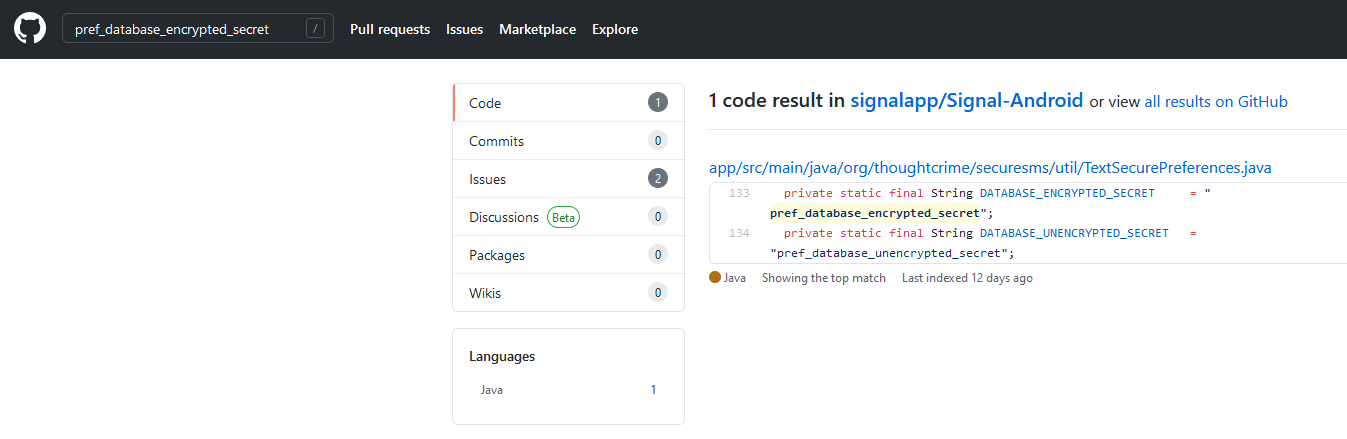 pref_database_encrypted_secret / Pull requests Issues Marketplace Explore
Code 1
Commits 0
Issues 2
Discussions Beta 0
Packages 0
Wikis 0
Languages
Java 1
1 code result in signalapp/Signal-Android or view all results on GitHub
app/src/main/java/org/thoughtcrime/securesms/util/TextSecurePreferences.java
133 private static final String DATABASE_ENCRYPTED_SECRET = "
pref_database_encrypted_secret";
134 private static final String DATABASE_UNENCRYPTED_SECRET =
"pref_database_unencrypted_secret";
Java Showing the top match Last indexed 12 days ago